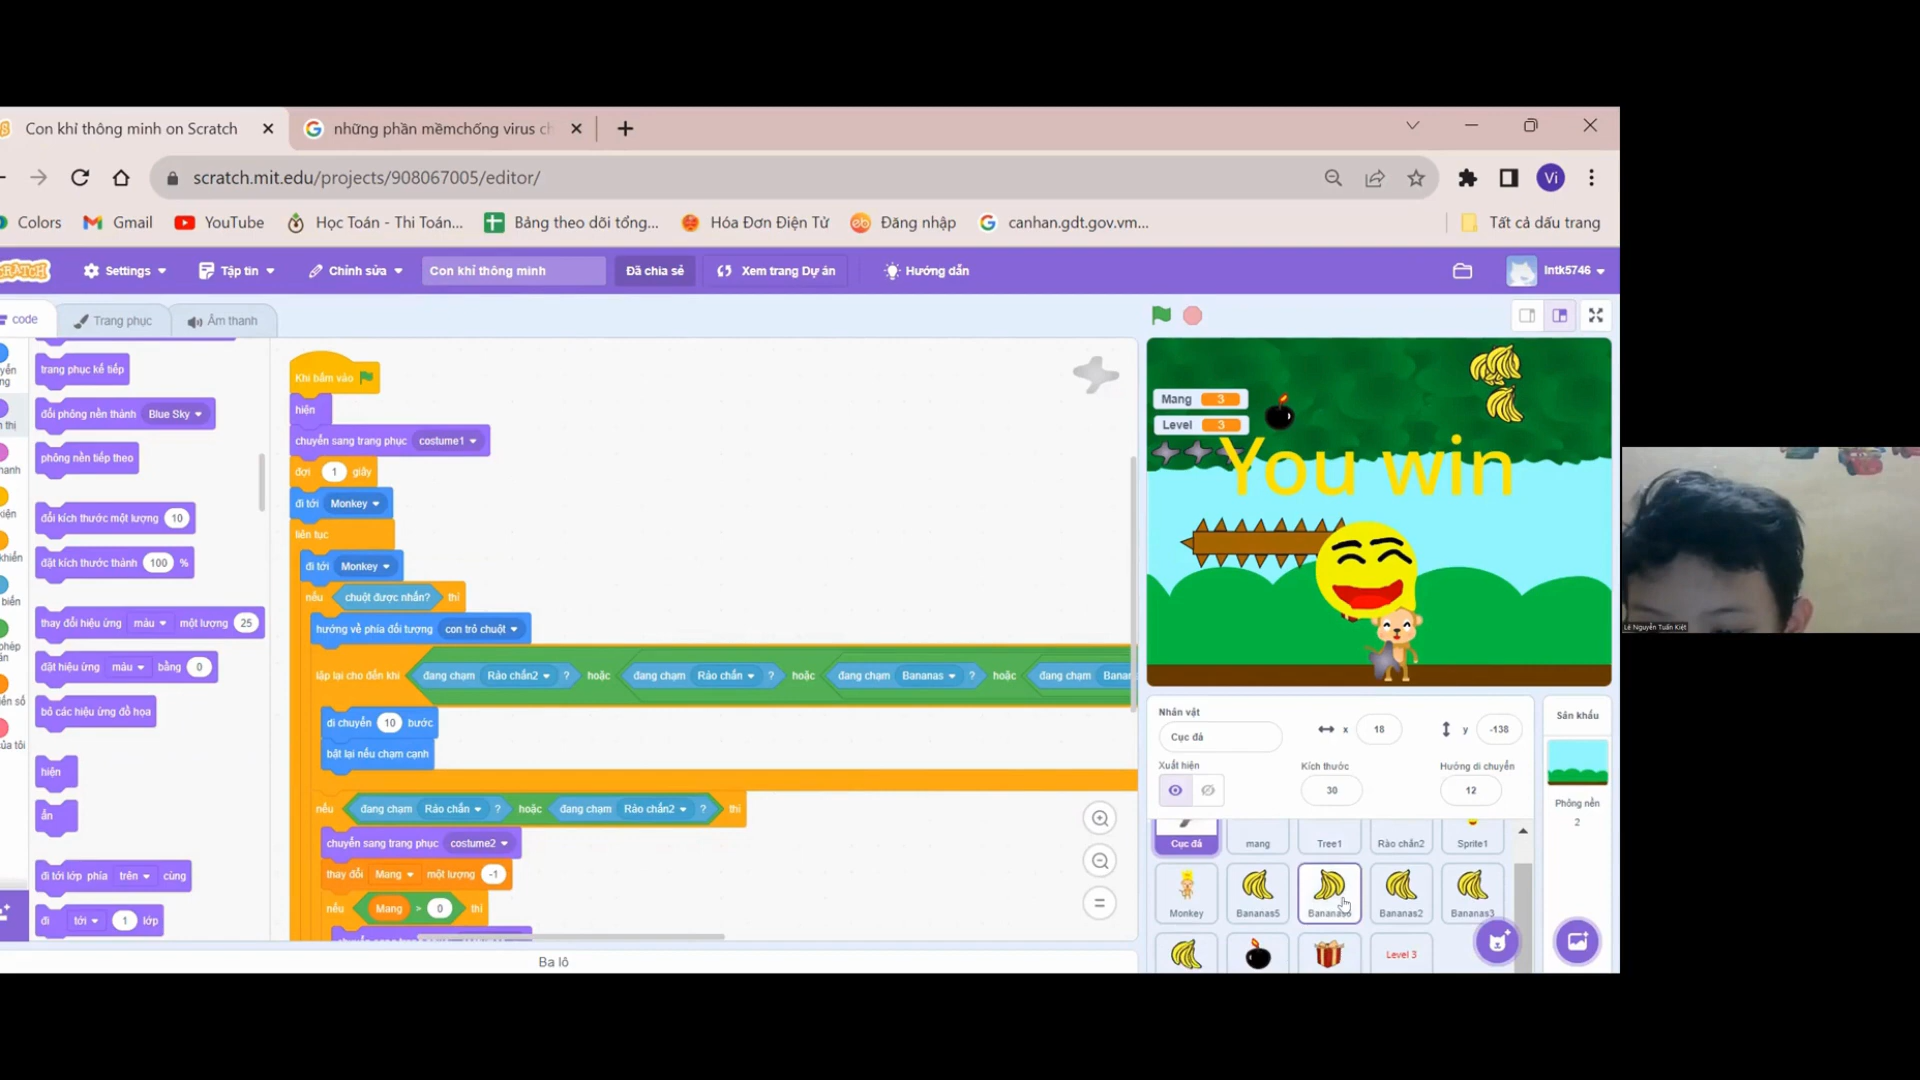 Con khỉ thông minh on Scratch
những phần mềmchống virus ch
scratch.mit.edu/projects/908067005/editor/
Vi
Colors
Gmail
YouTube
Học Toán - Thi Toán...
Bảng theo dõi tổng...
Hóa Đơn Điện Tử
Đăng nhập
canhan.gdt.gov.vm...
Tất cả dấu trang
Settings
Tập tin
Chỉnh sửa
Con khỉ thông minh
Đã chia sẻ
Xem trang Dự án
Hướng dẫn
lntk5746
code
Trang phục
Âm thanh
trang phục kế tiếp
đổi phông nền thành Blue Sky
phông nền tiếp theo
đổi kích thước một lượng 10
đặt kích thước thành 100 %
thay đổi hiệu ứng màu một lượng 25
đặt hiệu ứng màu bằng 0
bỏ các hiệu ứng đồ họa
hiện
ẩn
đi tới lớp phía trên cùng
đi tới 1 lớp
Khi bấm vào
hiện
chuyển sang trang phục costume1
đợi 1 giây
đi tới Monkey
liên tục
đi tới Monkey
nếu chuột được nhấn? thì
hướng về phía đối tượng con trỏ chuột
lặp lại cho đến khi đang chạm Rào chắn2 ? hoặc đang chạm Rào chắn ? hoặc đang chạm Bananas ? hoặc đang chạm Banan
di chuyển 10 bước
bật lại nếu chạm cạnh
nếu đang chạm Rào chắn ? hoặc đang chạm Rào chắn2 ? thì
chuyển sang trang phục costume2
thay đổi Mang một lượng -1
nếu Mang > 0 thì
Ba lô
Mang 3
Level 3
You win
Nhân vật
Cục đá
x 18
y -138
Xuất hiện
Kích thước
30
Hướng di chuyển
12
Sân khấu
Phông nền
2
Cục đá
mang
Tree1
Rào chắn2
Sprite1
Monkey
Bananas5
Bananas6
Bananas2
Bananas3
Level 3
Lê Nguyễn Tuấn Kiệt